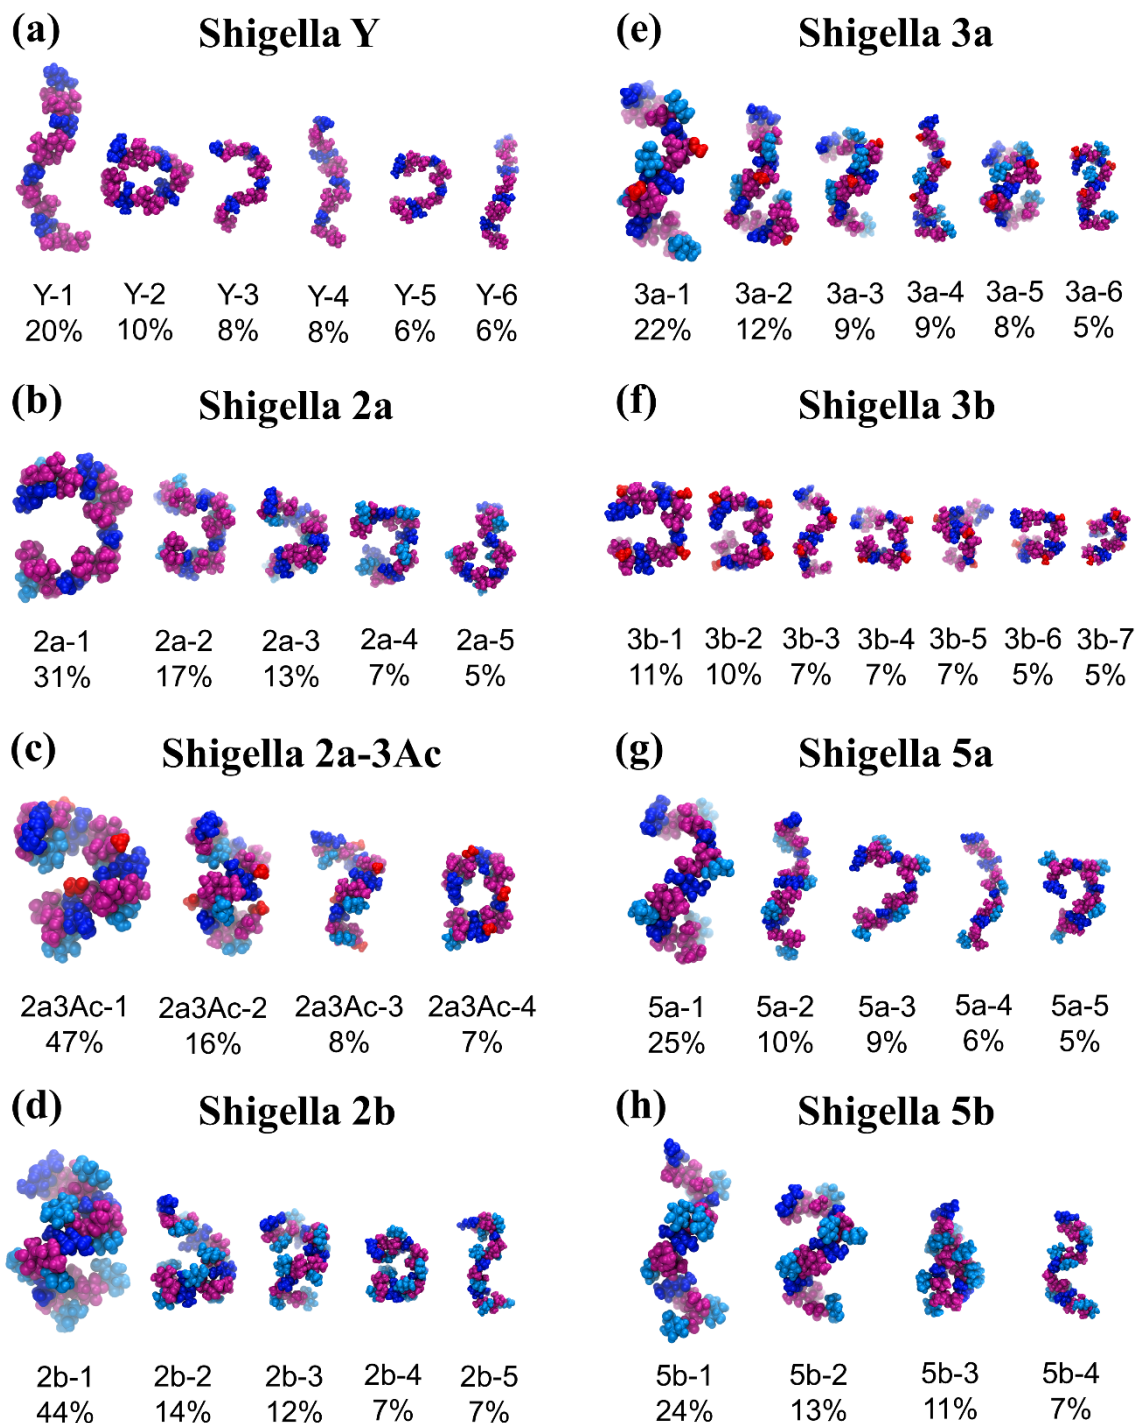 (a) Shigella Y
Y-1 Y-2 Y-3 Y-4 Y-5 Y-6
20% 10% 8% 8% 6% 6%
(b) Shigella 2a
2a-1 2a-2 2a-3 2a-4 2a-5
31% 17% 13% 7% 5%
(c) Shigella 2a-3Ac
2a3Ac-1 2a3Ac-2 2a3Ac-3 2a3Ac-4
47% 16% 8% 7%
(d) Shigella 2b
2b-1 2b-2 2b-3 2b-4 2b-5
44% 14% 12% 7% 7%
(e) Shigella 3a
3a-1 3a-2 3a-3 3a-4 3a-5 3a-6
22% 12% 9% 9% 8% 5%
(f) Shigella 3b
3b-1 3b-2 3b-3 3b-4 3b-5 3b-6 3b-7
11% 10% 7% 7% 7% 5% 5%
(g) Shigella 5a
5a-1 5a-2 5a-3 5a-4 5a-5
25% 10% 9% 6% 5%
(h) Shigella 5b
5b-1 5b-2 5b-3 5b-4
24% 13% 11% 7%